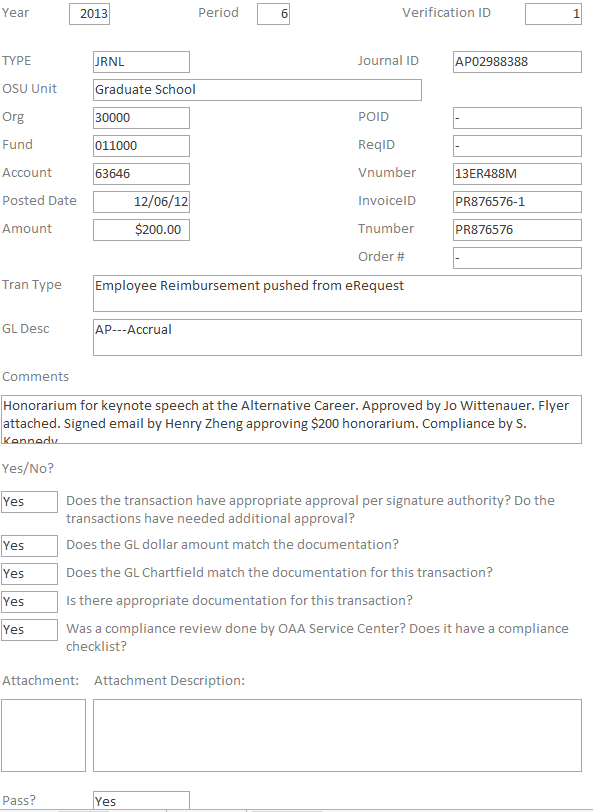 Year 2013 Period 6 Verification ID 1
TYPE JRNL Journal ID AP02988388
OSU Unit Graduate School
Org 30000 POID -
Fund 011000 ReqID -
Account 63646 Vnumber 13ER488M
Posted Date 12/06/12 InvoiceID PR876576-1
Amount $200.00 Tnumber PR876576
Order # -
Tran Type Employee Reimbursement pushed from eRequest
GL Desc AP---Accrual
Comments
Honorarium for keynote speech at the Alternative Career. Approved by Jo Wittenauer. Flyer
attached. Signed email by Henry Zheng approving $200 honorarium. Compliance by S.
Kennedy
Yes/No?
Yes Does the transaction have appropriate approval per signature authority? Do the
transactions have needed additional approval?
Yes Does the GL dollar amount match the documentation?
Yes Does the GL Chartfield match the documentation for this transaction?
Yes Is there appropriate documentation for this transaction?
Yes Was a compliance review done by OAA Service Center? Does it have a compliance
checklist?
Attachment: Attachment Description:
Pass? Yes